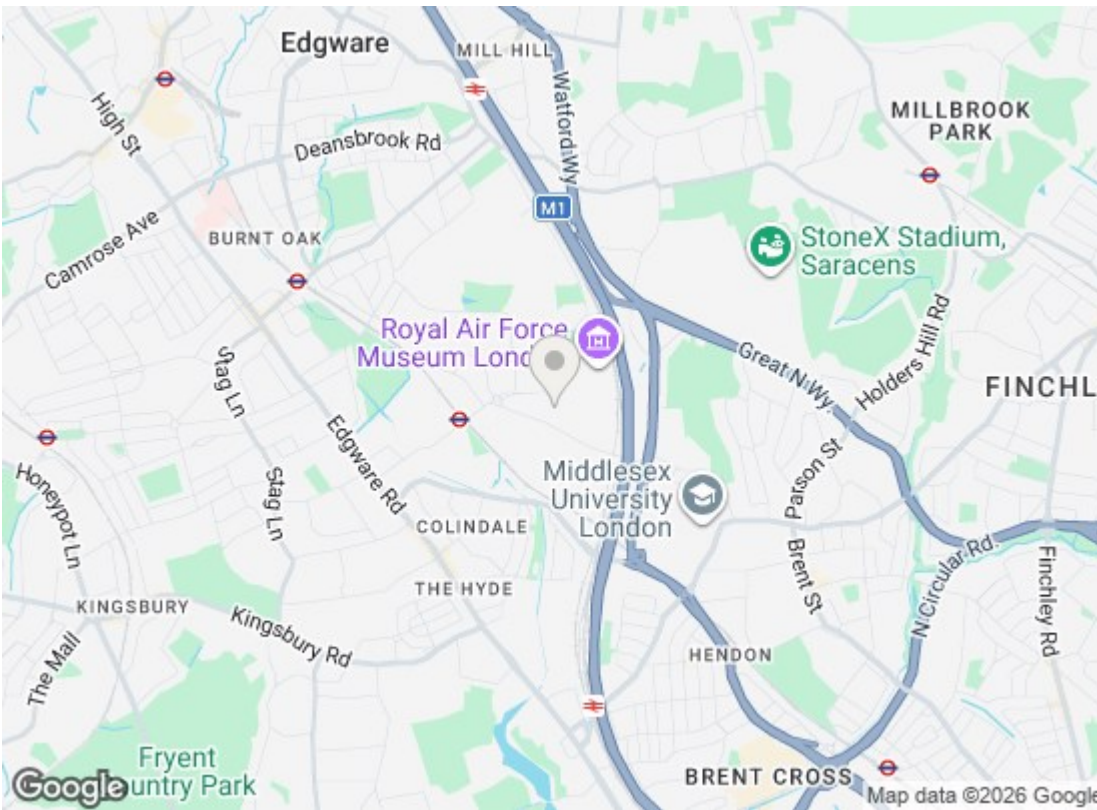 Edgware
MILL HILL
High St
Deansbrook Rd
Watford Wy
MILLBROOK
PARK
M1
Camrose Ave
BURNT OAK
StoneX Stadium,
Saracens
Royal Air Force
Museum London
Great N Wy.
Holders Hill Rd
FINCHL
Stag Ln
Edgware Rd
Honeypot Ln
Stag Ln
Middlesex
University
London
Parson St
COLINDALE
Brent St
N Circular Rd.
Finchley Rd
THE HYDE
KINGSBURY
Kingsbury Rd
The Mall
HENDON
Fryent
Country Park
BRENT CROSS
Google
Map data ©2026 Google